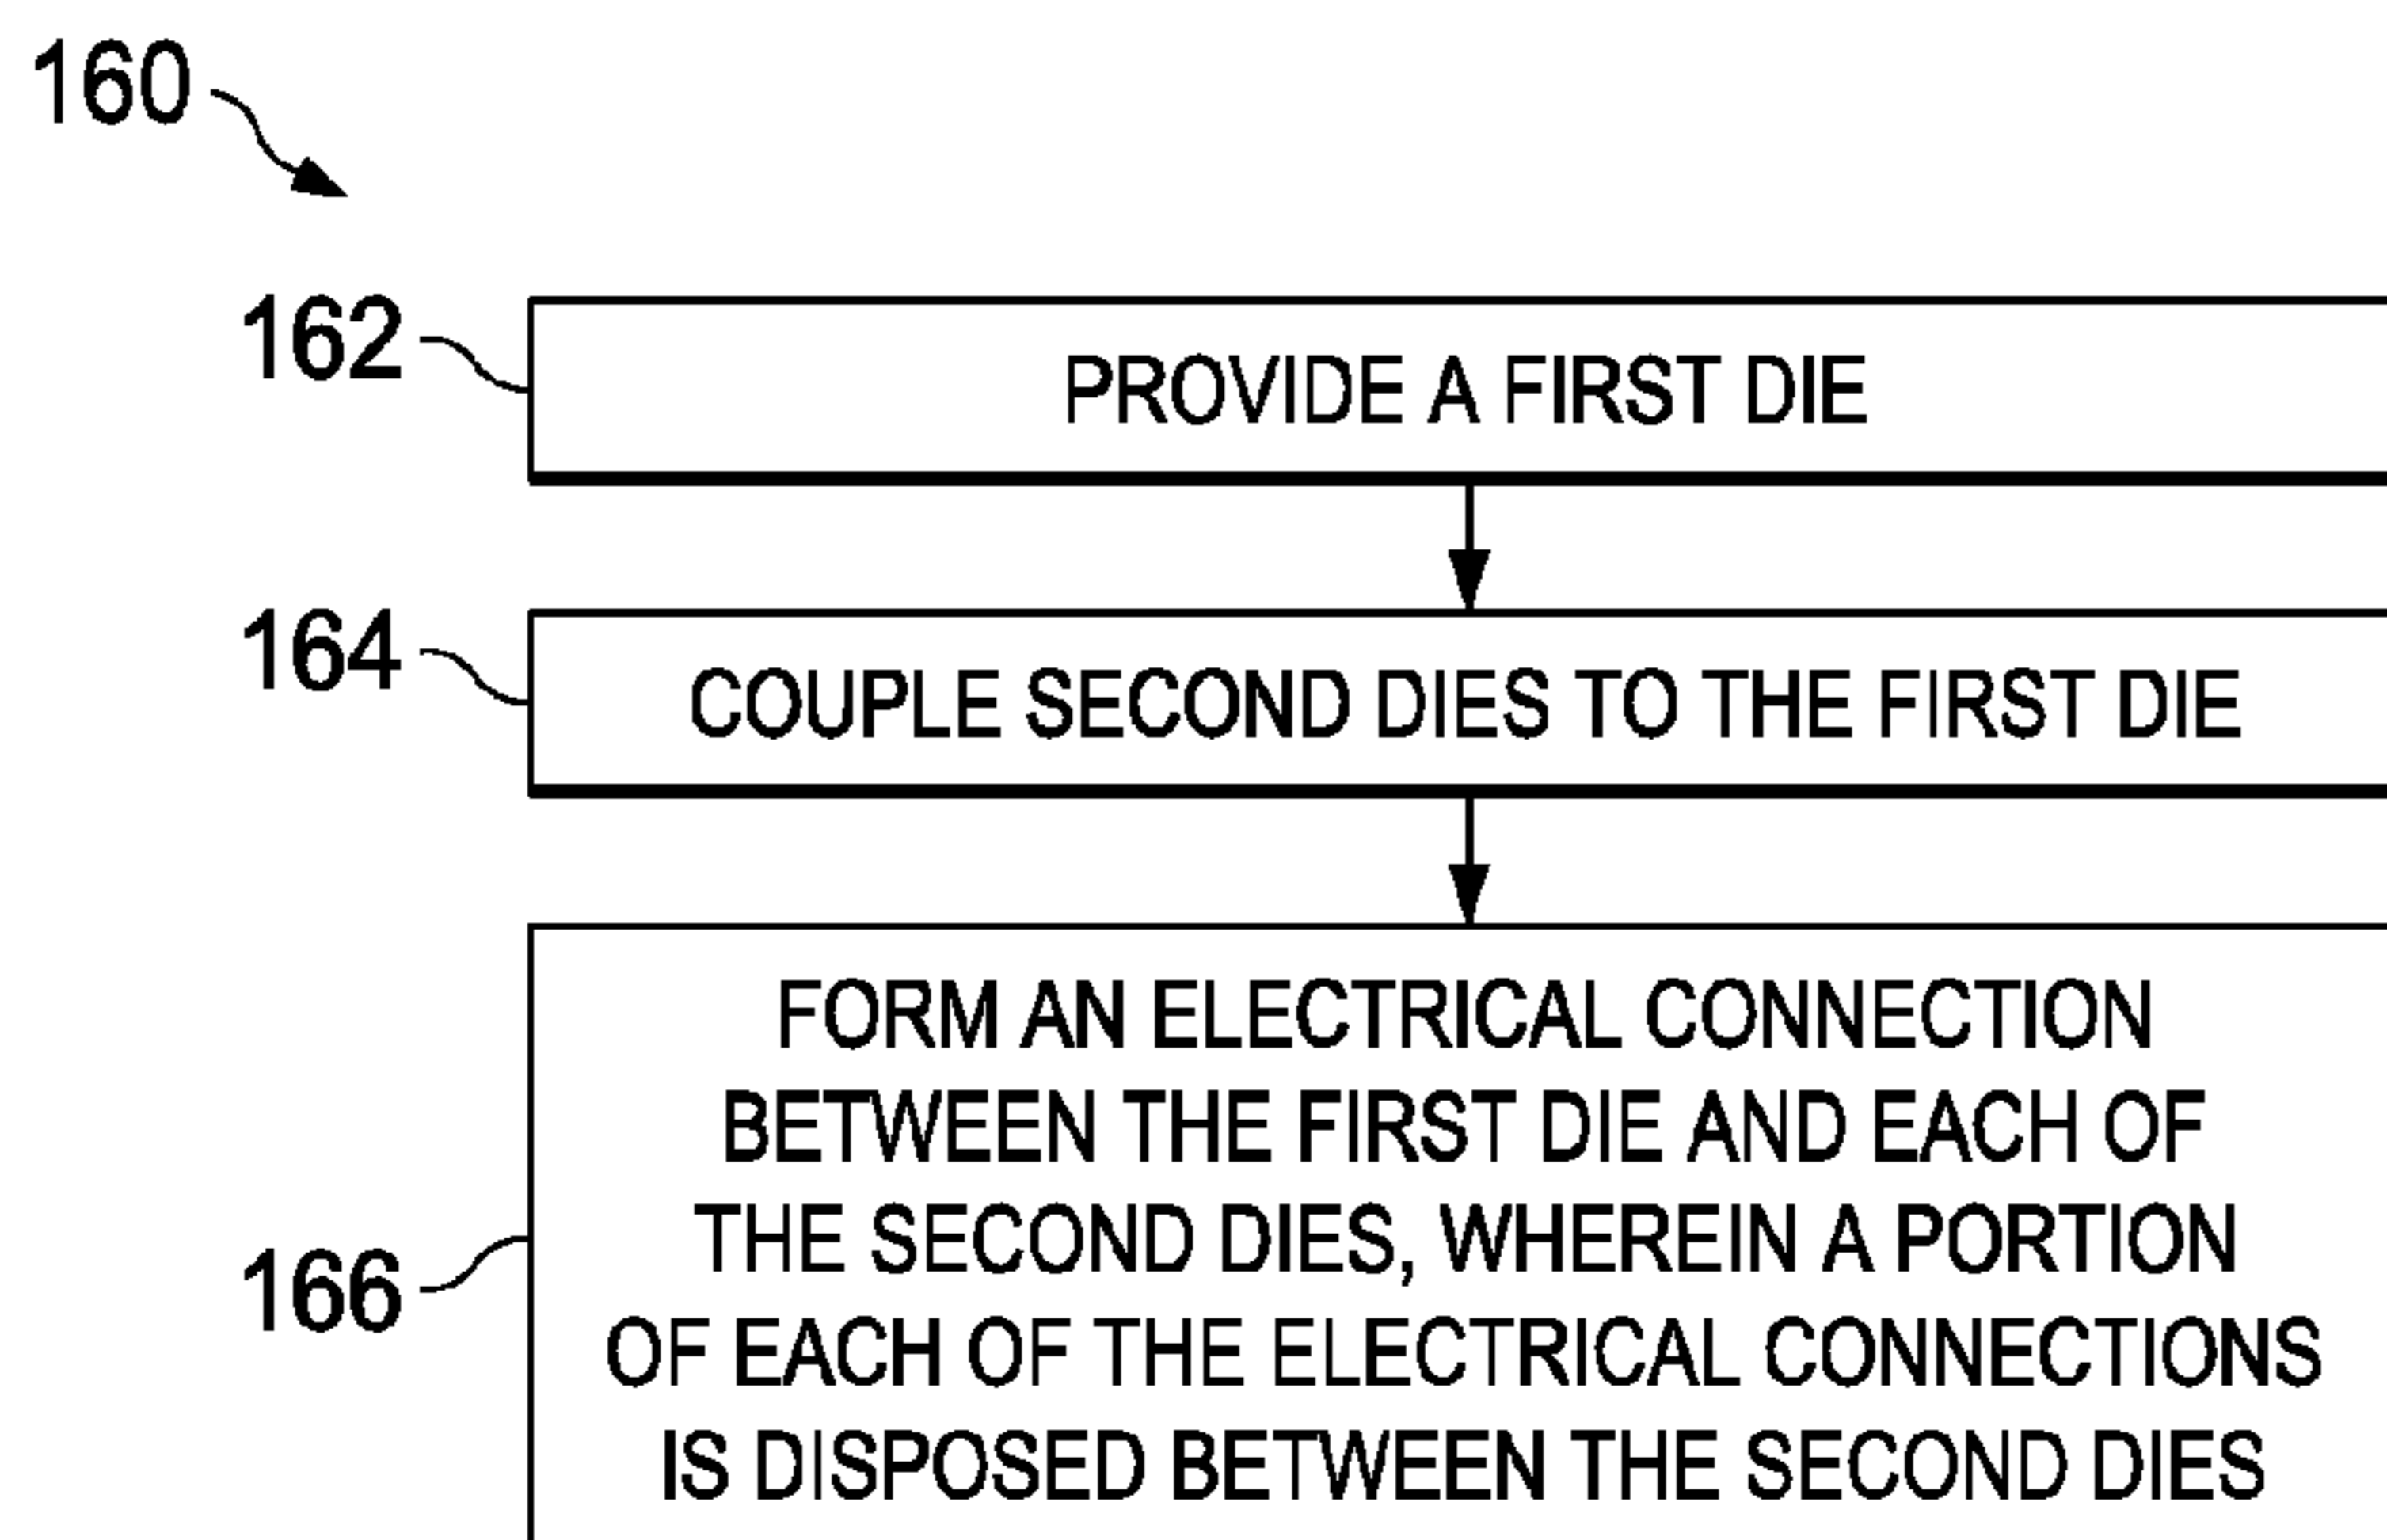 160
162
PROVIDE A FIRST DIE
164
COUPLE SECOND DIES TO THE FIRST DIE
FORM AN ELECTRICAL CONNECTION
BETWEEN THE FIRST DIE AND EACH OF
THE SECOND DIES, WHEREIN A PORTION
166
OF EACH OF THE ELECTRICAL CONNECTIONS
IS DISPOSED BETWEEN THE SECOND DIES